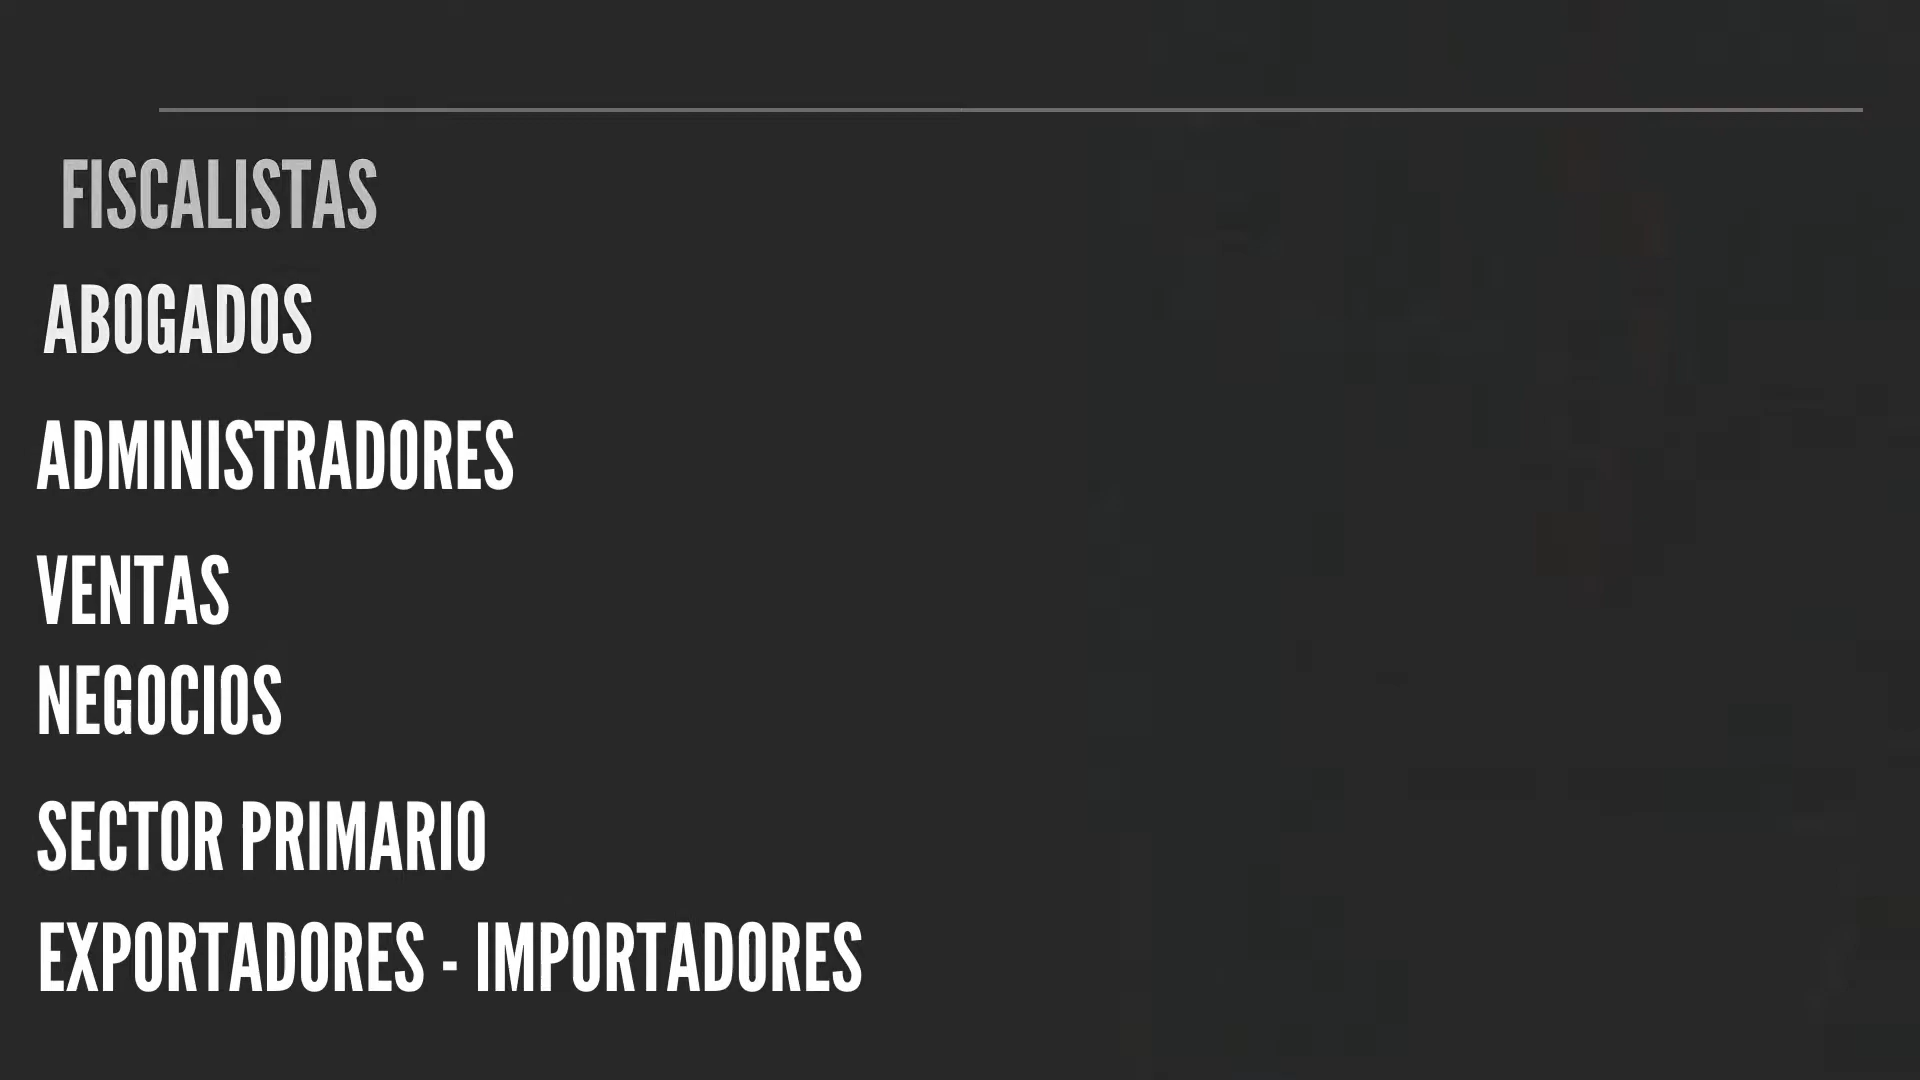 FISCALISTAS
ABOGADOS
ADMINISTRADORES
VENTAS
NEGOCIOS
SECTOR PRIMARIO
EXPORTADORES - IMPORTADORES